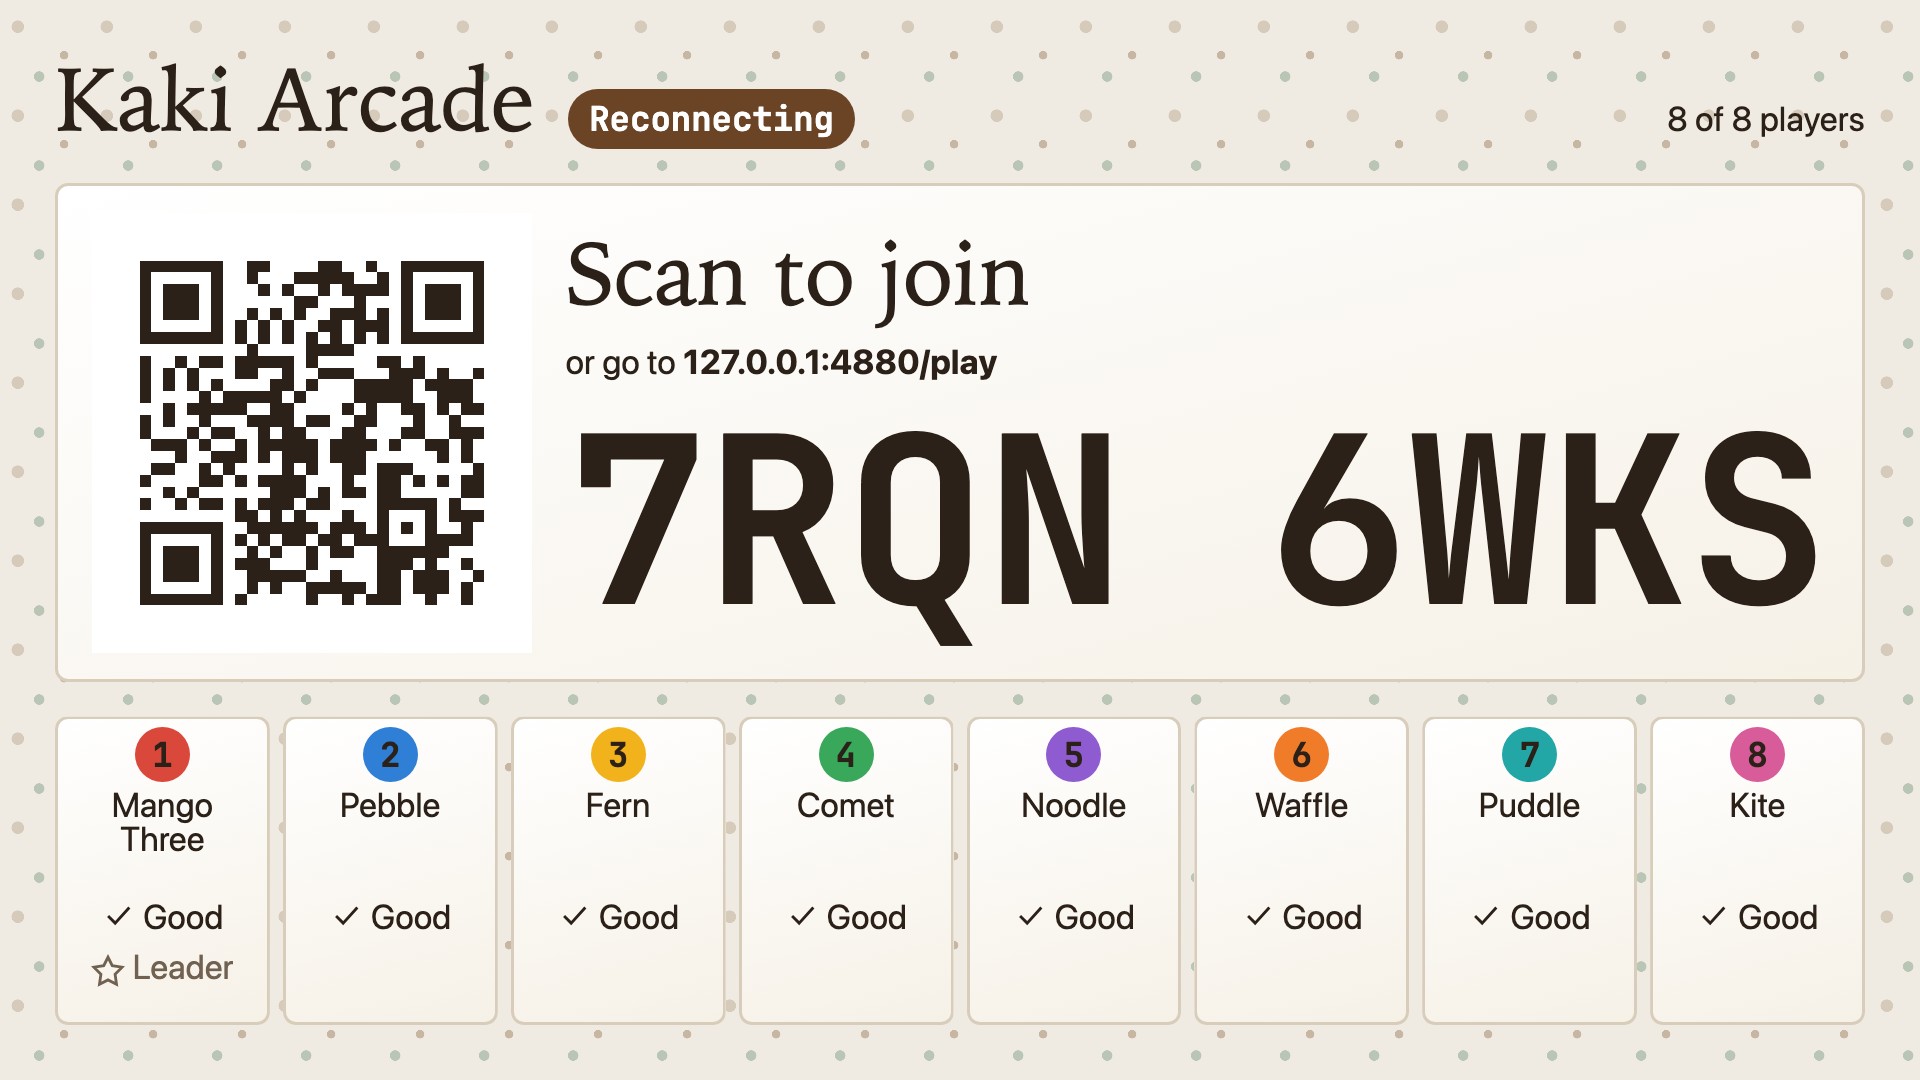 Kaki Arcade
Reconnecting
8 of 8 players
Scan to join
or go to 127.0.0.1:4880/play
7RQN 6WKS
1
Mango
Three
Good
Leader
2
Pebble
Good
3
Fern
Good
4
Comet
Good
5
Noodle
Good
6
Waffle
Good
7
Puddle
Good
8
Kite
Good